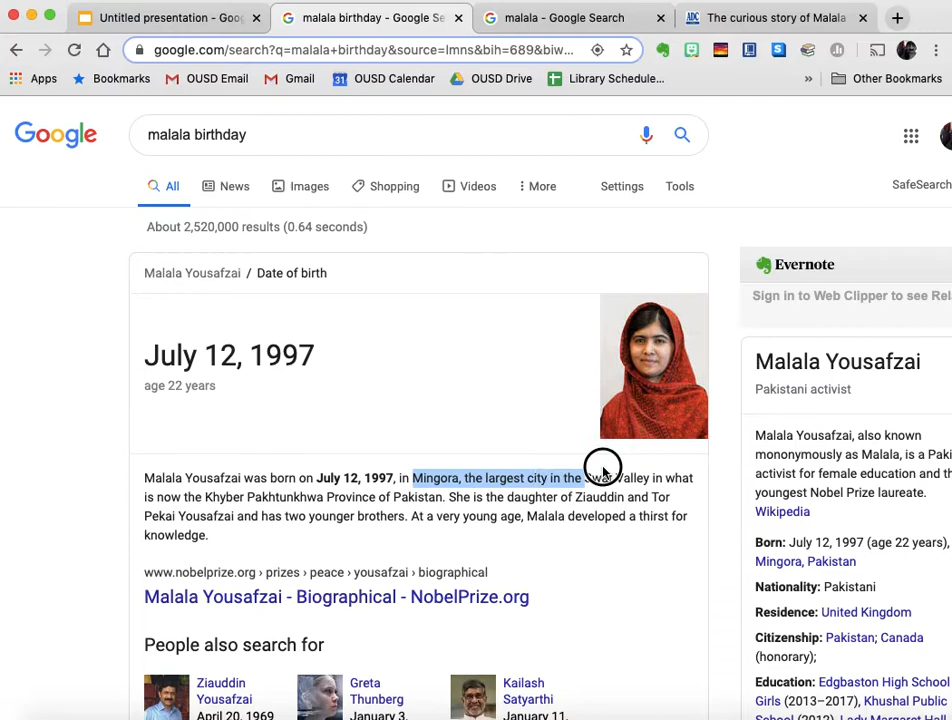 Untitled presentation - Goo
malala birthday - Google Se
malala - Google Search
ADC The curious story of Malala
google.com/search?q=malala+birthday&source=lmns&bih=689&biw...
Apps
Bookmarks
OUSD Email
Gmail
31 OUSD Calendar
OUSD Drive
Library Schedule...
»
Other Bookmarks
Google
malala birthday
All
News
Images
Shopping
Videos
More
Settings
Tools
SafeSearch
About 2,520,000 results (0.64 seconds)
Malala Yousafzai / Date of birth
July 12, 1997
age 22 years
Malala Yousafzai was born on July 12, 1997, in Mingora, the largest city in the Swat Valley in what
is now the Khyber Pakhtunkhwa Province of Pakistan. She is the daughter of Ziauddin and Tor
Pekai Yousafzai and has two younger brothers. At a very young age, Malala developed a thirst for
knowledge.
www.nobelprize.org › prizes › peace › yousafzai › biographical
Malala Yousafzai - Biographical - NobelPrize.org
People also search for
Ziauddin
Yousafzai
April 20, 1969
Greta
Thunberg
January 3,
Kailash
Satyarthi
January 11,
Evernote
Sign in to Web Clipper to see Rel
Malala Yousafzai
Pakistani activist
Malala Yousafzai, also known
mononymously as Malala, is a Paki
activist for female education and th
youngest Nobel Prize laureate.
Wikipedia
Born: July 12, 1997 (age 22 years),
Mingora, Pakistan
Nationality: Pakistani
Residence: United Kingdom
Citizenship: Pakistan; Canada
(honorary);
Education: Edgbaston High School
Girls (2013–2017), Khushal Public
School (2012), Lady Margaret Hall